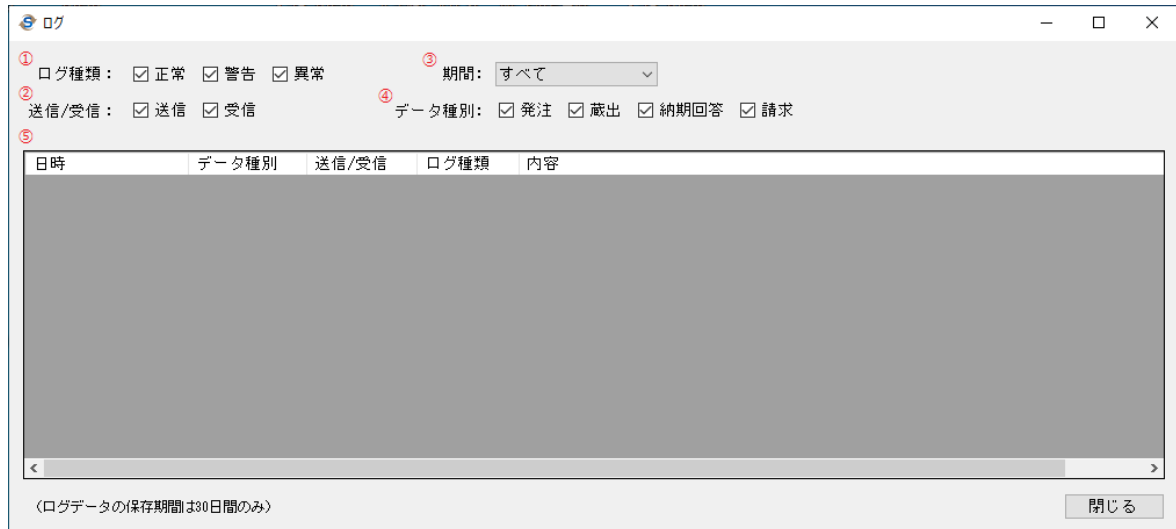 ログ
①
ログ種類： 正常 警告 異常
③
期間： すべて
②
送信/受信： 送信 受信
④
データ種別： 発注 蔵出 納期回答 請求
⑤
日時 データ種別 送信/受信 ログ種類 内容
（ログデータの保存期間は30日間のみ）
閉じる